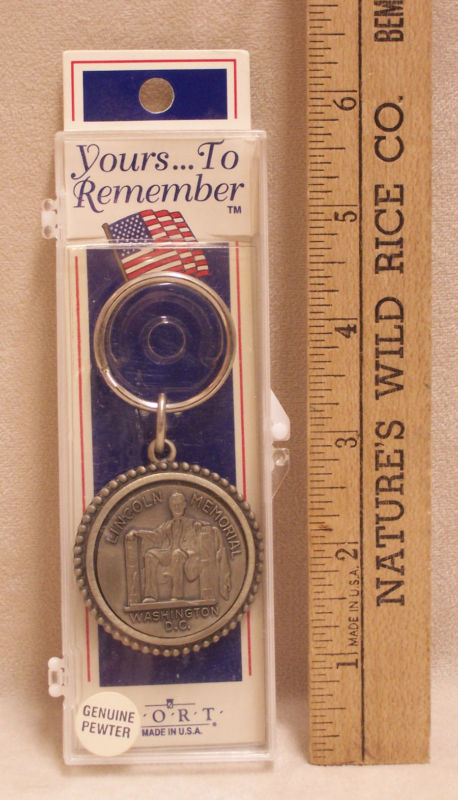 Yours...To
Remember
TM
LINCOLN MEMORIAL
WASHINGTON
D.C.
GENUINE
PEWTER
ORT
MADE IN U.S.A.
NATURE'S WILD RICE CO.
MADE IN U.S.A.
1
2
3
4
5
6